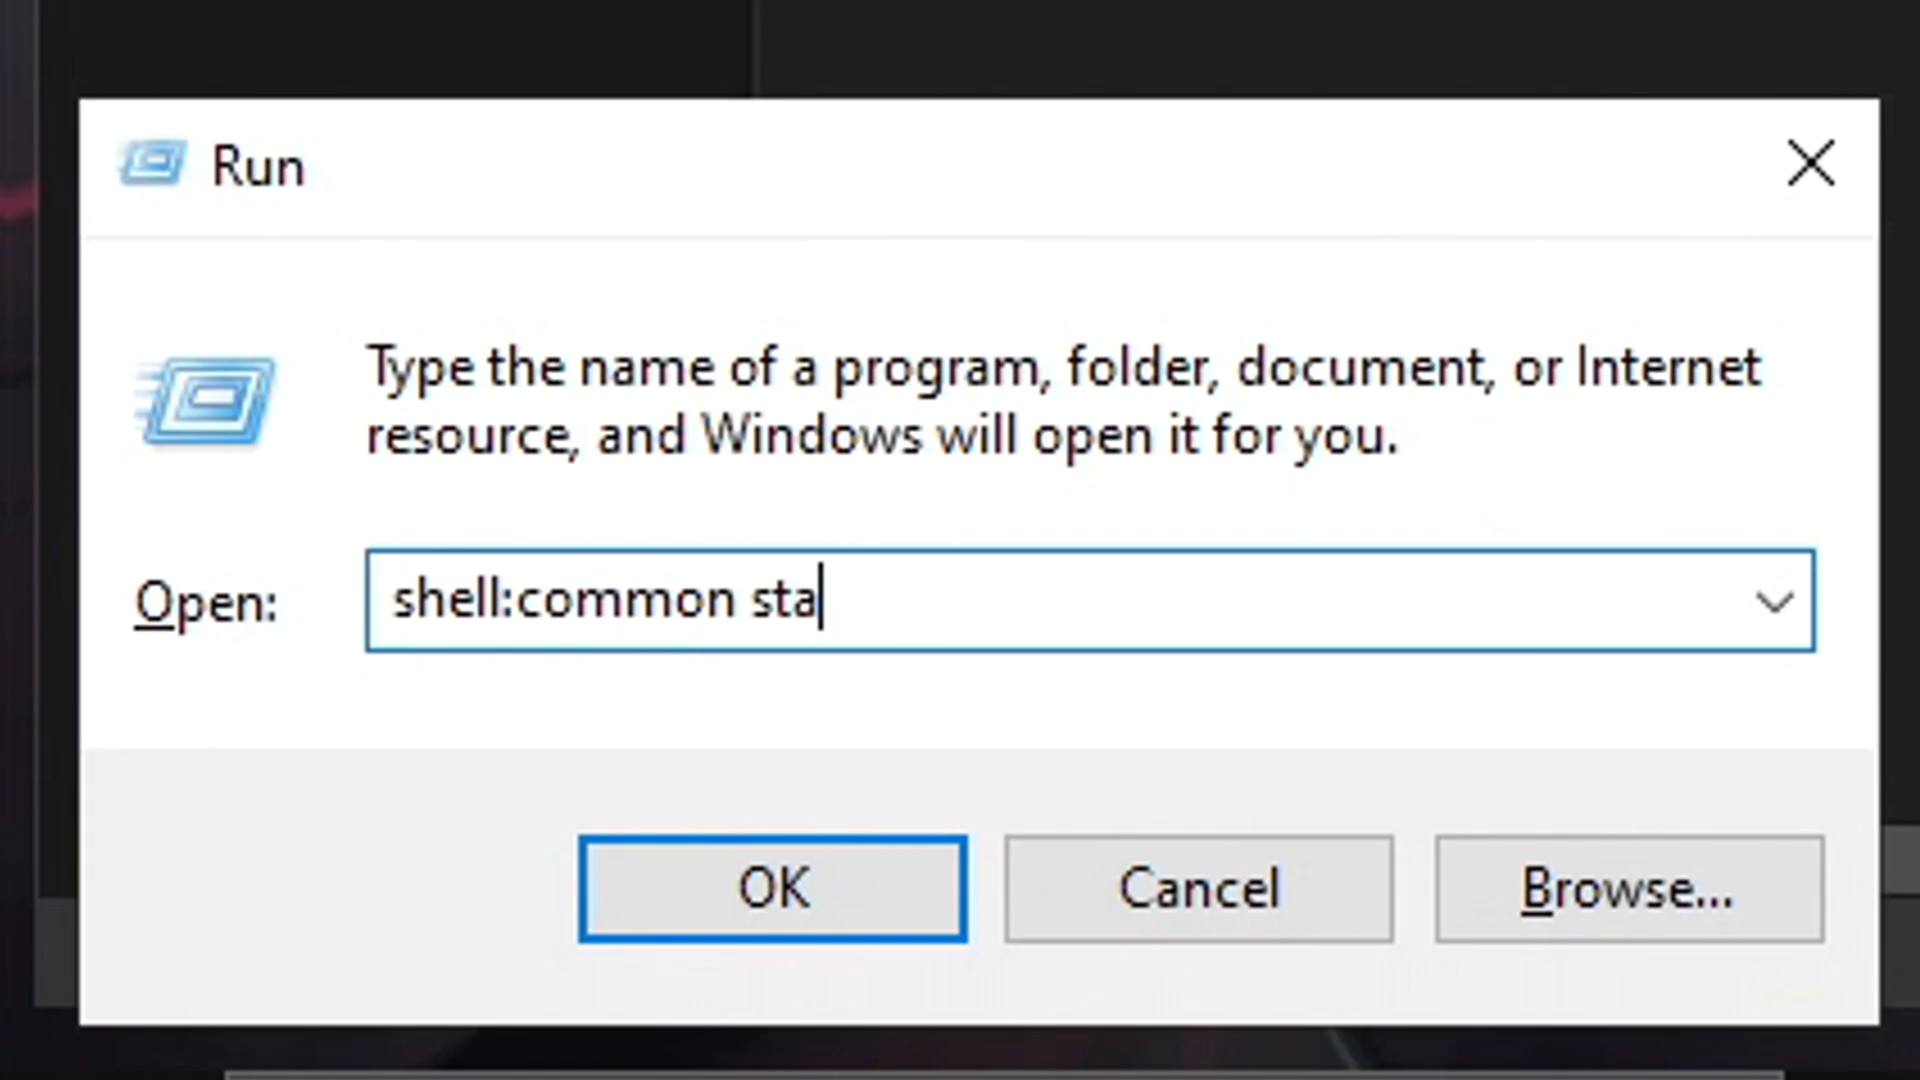 Run
Type the name of a program, folder, document, or Internet
resource, and Windows will open it for you.
Open:
shell:common sta
OK
Cancel
Browse...